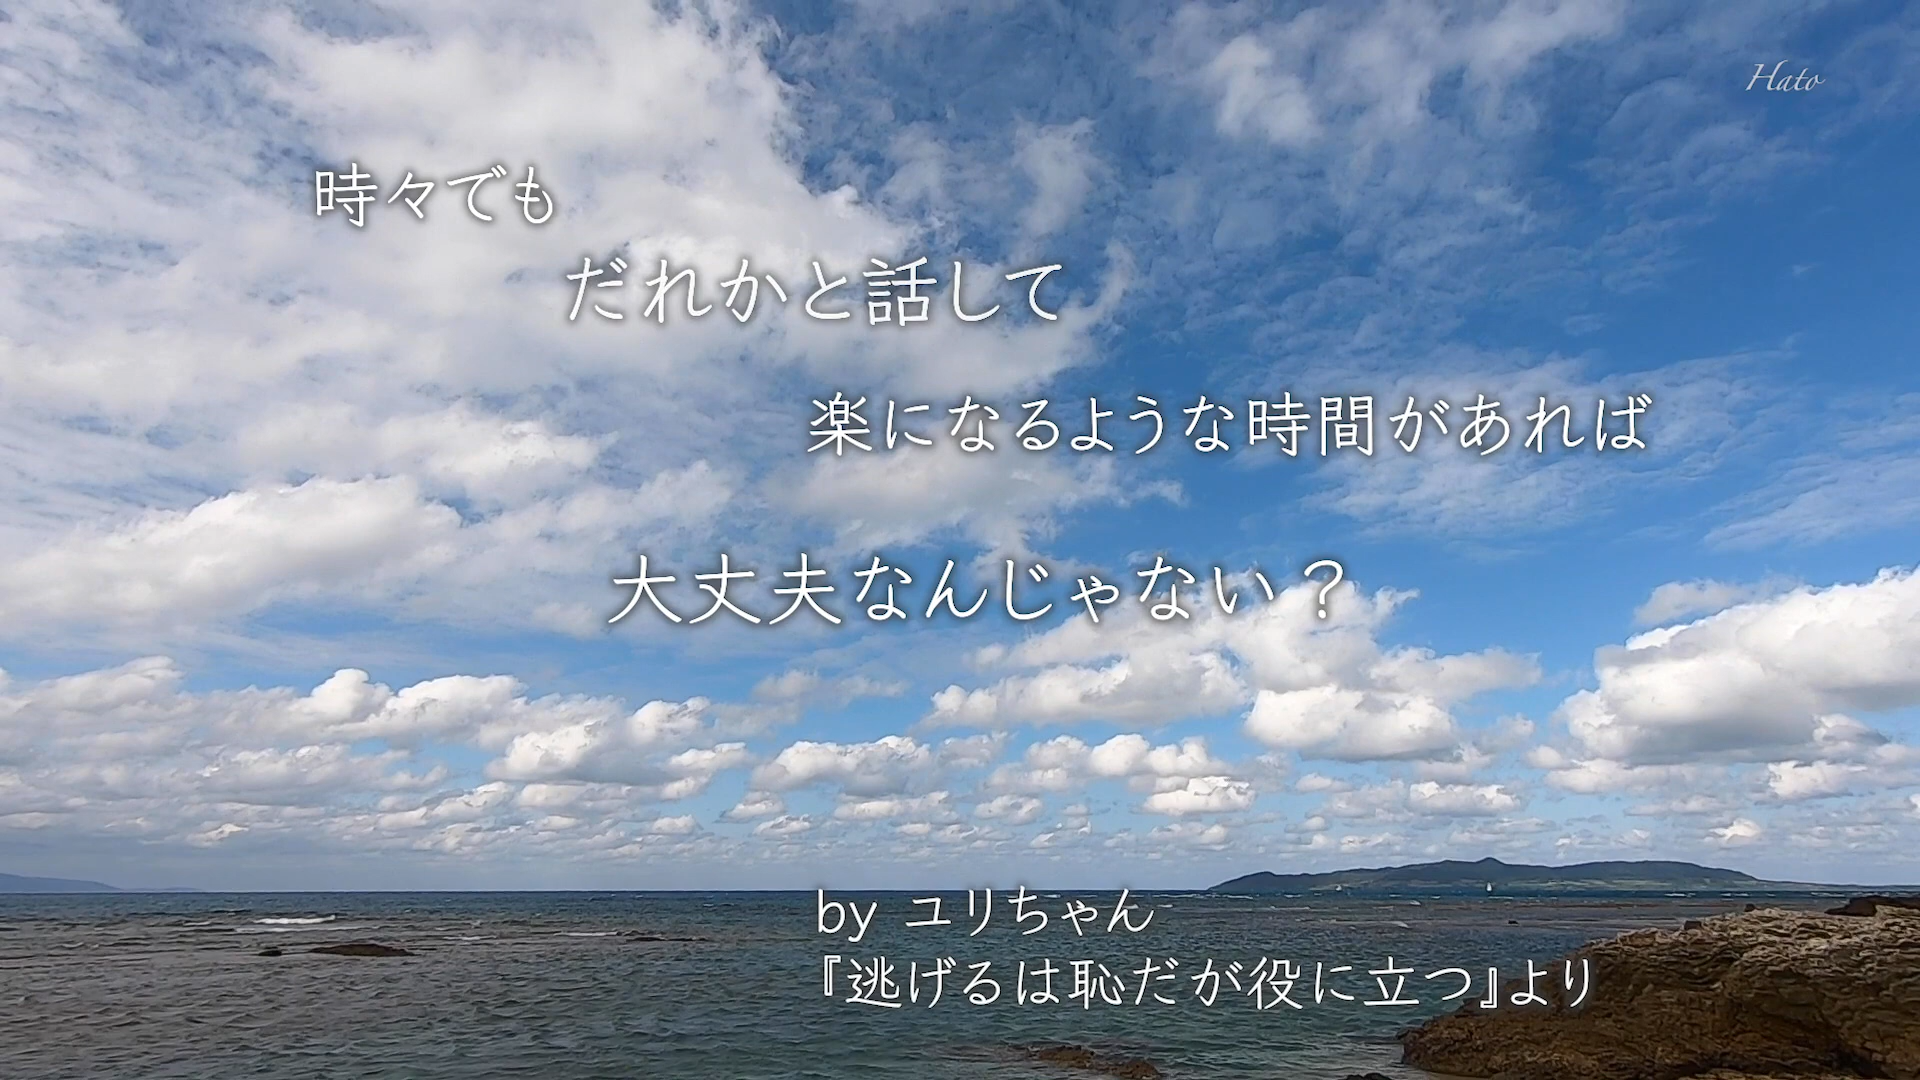 Hato
時々でも
だれかと話して
楽になるような時間があれば
大丈夫なんじゃない？
by ユリちゃん
『逃げるは恥だが役に立つ』より